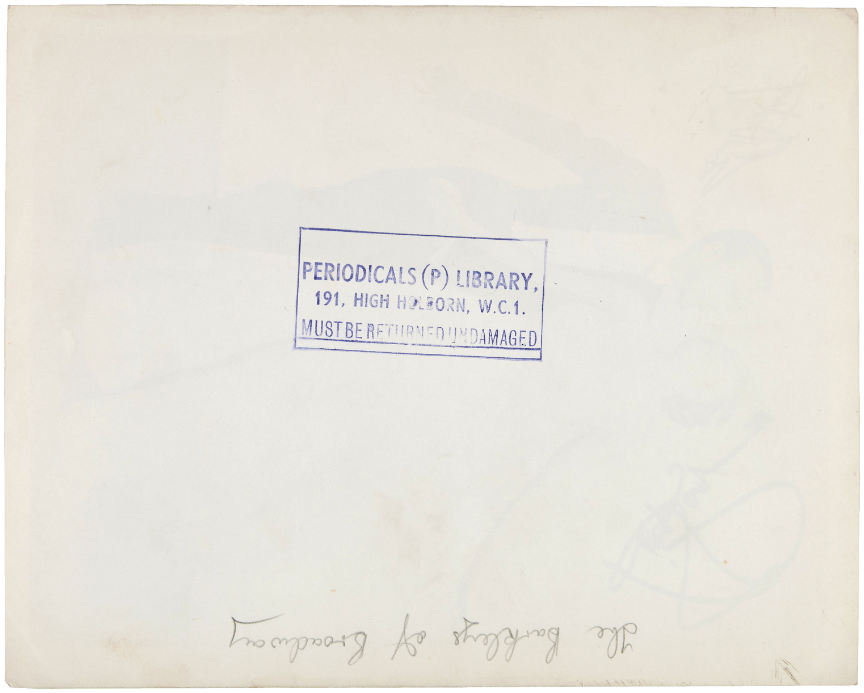 PERIODICALS (P) LIBRARY,
191, HIGH HOLBORN, W.C.1.
MUST BE RETURNED UNDAMAGED
The Barkleys of Broadway